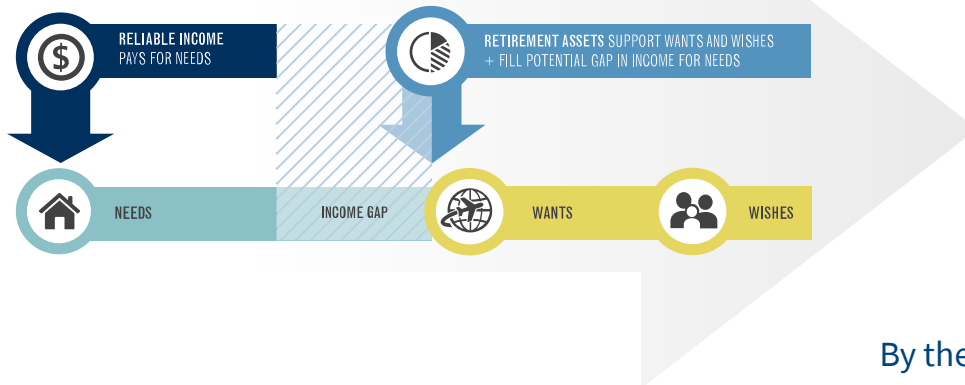 RELIABLE INCOME
PAYS FOR NEEDS
RETIREMENT ASSETS SUPPORT WANTS AND WISHES
+ FILL POTENTIAL GAP IN INCOME FOR NEEDS
$
NEEDS
INCOME GAP
WANTS
WISHES
By the